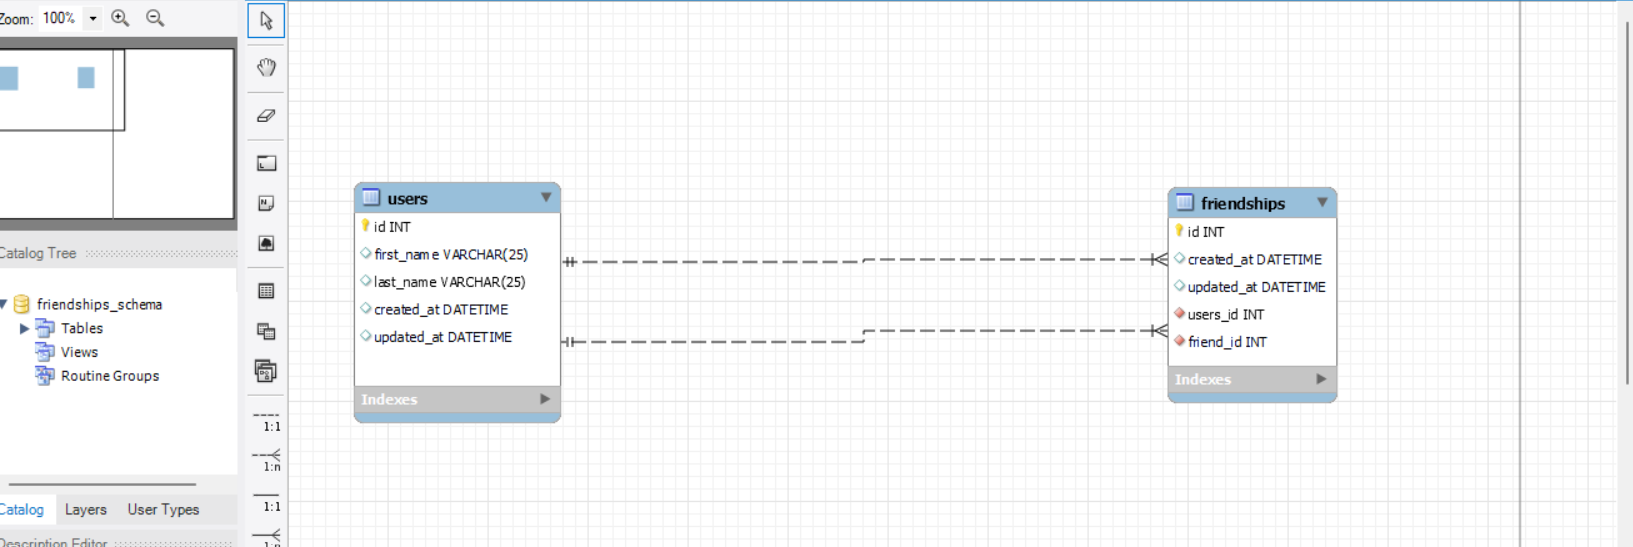 Zoom: 100%
Catalog Tree
friendships_schema
Tables
Views
Routine Groups
Catalog Layers User Types
Description Editor
1:1
1:n
1:1
1:n
users
id INT
first_name VARCHAR(25)
last_name VARCHAR(25)
created_at DATETIME
updated_at DATETIME
Indexes
friendships
id INT
created_at DATETIME
updated_at DATETIME
users_id INT
friend_id INT
Indexes